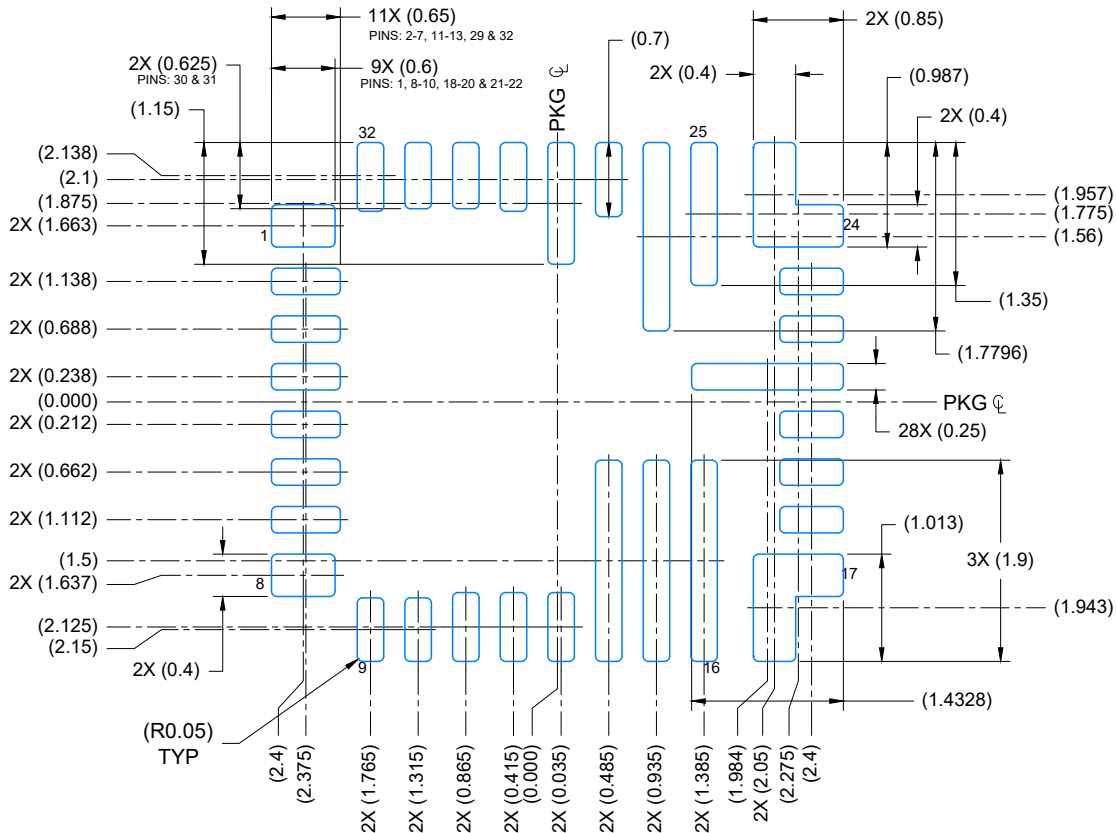 11X (0.65)
PINS: 2-7, 11-13, 29 & 32
2X (0.85)
2X (0.625)
PINS: 30 & 31
9X (0.6)
PINS: 1, 8-10, 18-20 & 21-22
(0.7)
2X (0.4)
(0.987)
(1.15)
PKG ℄
2X (0.4)
32
25
(2.138)
(2.1)
(1.875)
2X (1.663)
1
24
(1.957)
(1.775)
(1.56)
2X (1.138)
(1.35)
2X (0.688)
(1.7796)
2X (0.238)
(0.000)
PKG ℄
2X (0.212)
28X (0.25)
2X (0.662)
2X (1.112)
(1.013)
(1.5)
3X (1.9)
2X (1.637)
8
17
(1.943)
(2.125)
(2.15)
2X (0.4)
9
16
(1.4328)
(R0.05)
TYP
(2.4)
(2.375)
2X (1.765)
2X (1.315)
2X (0.865)
2X (0.415)
(0.000)
2X (0.035)
2X (0.485)
2X (0.935)
2X (1.385)
(1.984)
2X (2.05)
(2.275)
(2.4)